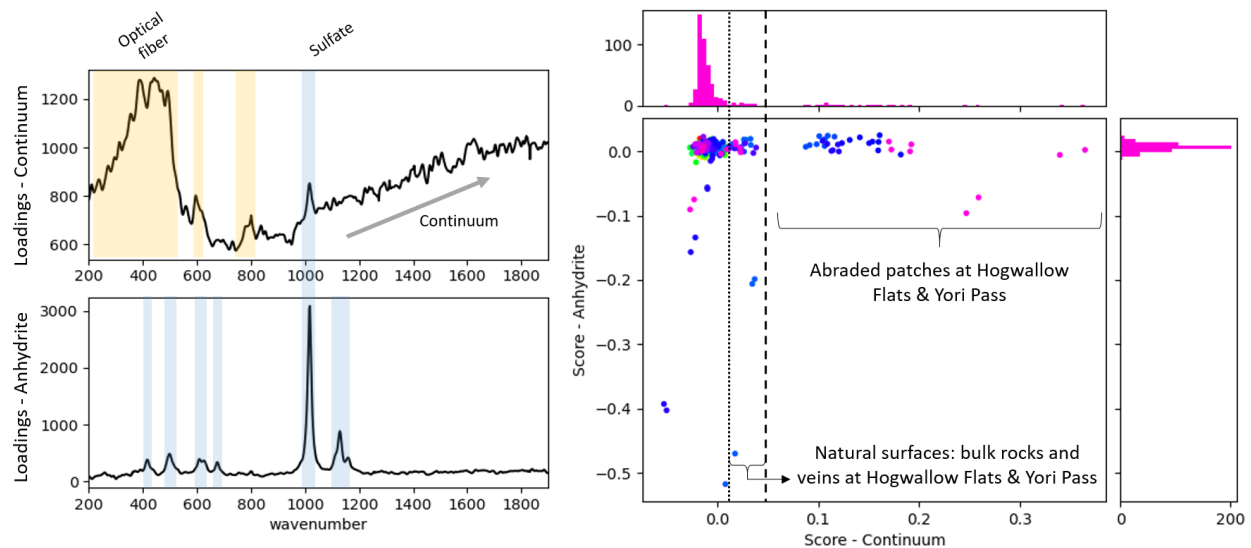 Optical
fiber
Sulfate
Loadings - Continuum
1200
1000
800
600
Continuum
200 400 600 800 1000 1200 1400 1600 1800
Loadings - Anhydrite
3000
2000
1000
0
200 400 600 800 1000 1200 1400 1600 1800
wavenumber
100
0
Score - Anhydrite
0.0
−0.1
−0.2
−0.3
−0.4
−0.5
Abraded patches at Hogwallow
Flats & Yori Pass
Natural surfaces: bulk rocks and
veins at Hogwallow Flats & Yori Pass
0.0 0.1 0.2 0.3
Score - Continuum
0 200